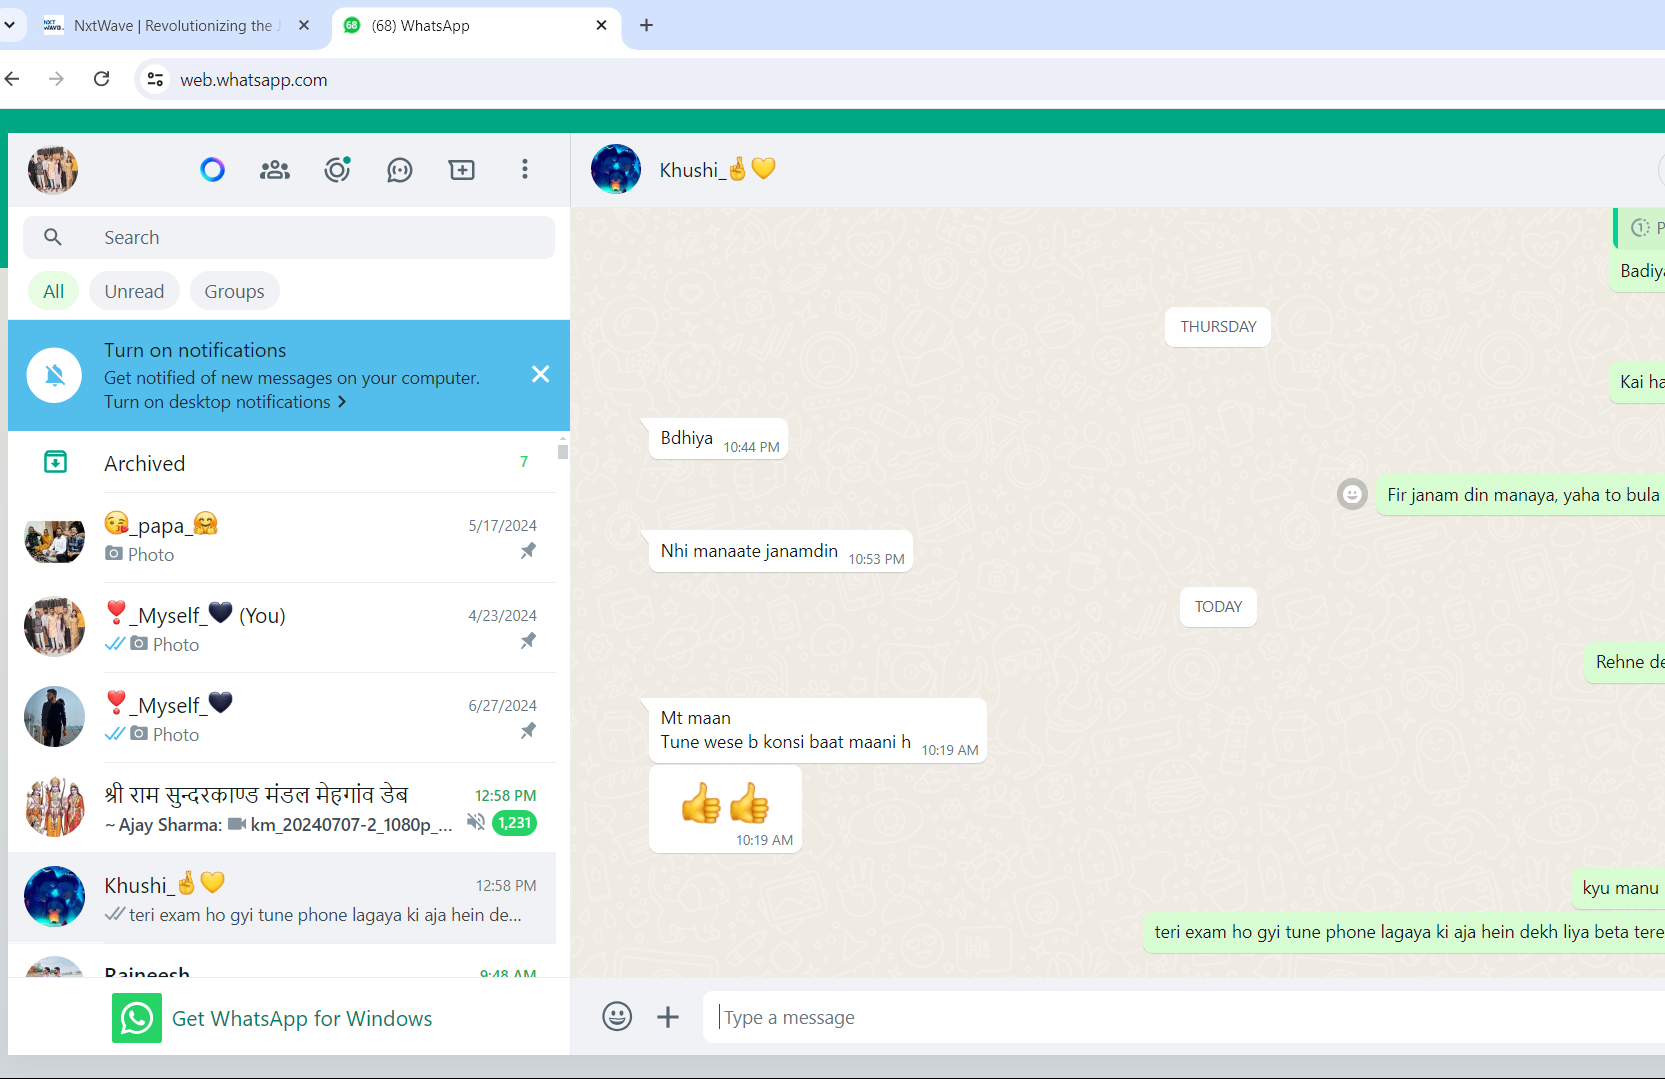 NxtWave | Revolutionizing the
(68) WhatsApp
web.whatsapp.com
Khushi_🤞💛
Search
All
Unread
Groups
Turn on notifications
Get notified of new messages on your computer.
Turn on desktop notifications
Archived
7
😘_papa_🤗
5/17/2024
Photo
❣️_Myself_🖤 (You)
4/23/2024
Photo
❣️_Myself_🖤
6/27/2024
Photo
श्री राम सुन्दरकाण्ड मंडल मेहगांव डेब
12:58 PM
~ Ajay Sharma: km_20240707-2_1080p_...
1,231
Khushi_🤞💛
12:58 PM
teri exam ho gyi tune phone lagaya ki aja hein de...
Rajneesh
9:48 AM
Get WhatsApp for Windows
P
Badiya
THURSDAY
Kai ha
Bdhiya 10:44 PM
Fir janam din manaya, yaha to bula
Nhi manaate janamdin 10:53 PM
TODAY
Rehne de
Mt maan
Tune wese b konsi baat maani h 10:19 AM
👍👍
10:19 AM
kyu manu
teri exam ho gyi tune phone lagaya ki aja hein dekh liya beta tere
Type a message